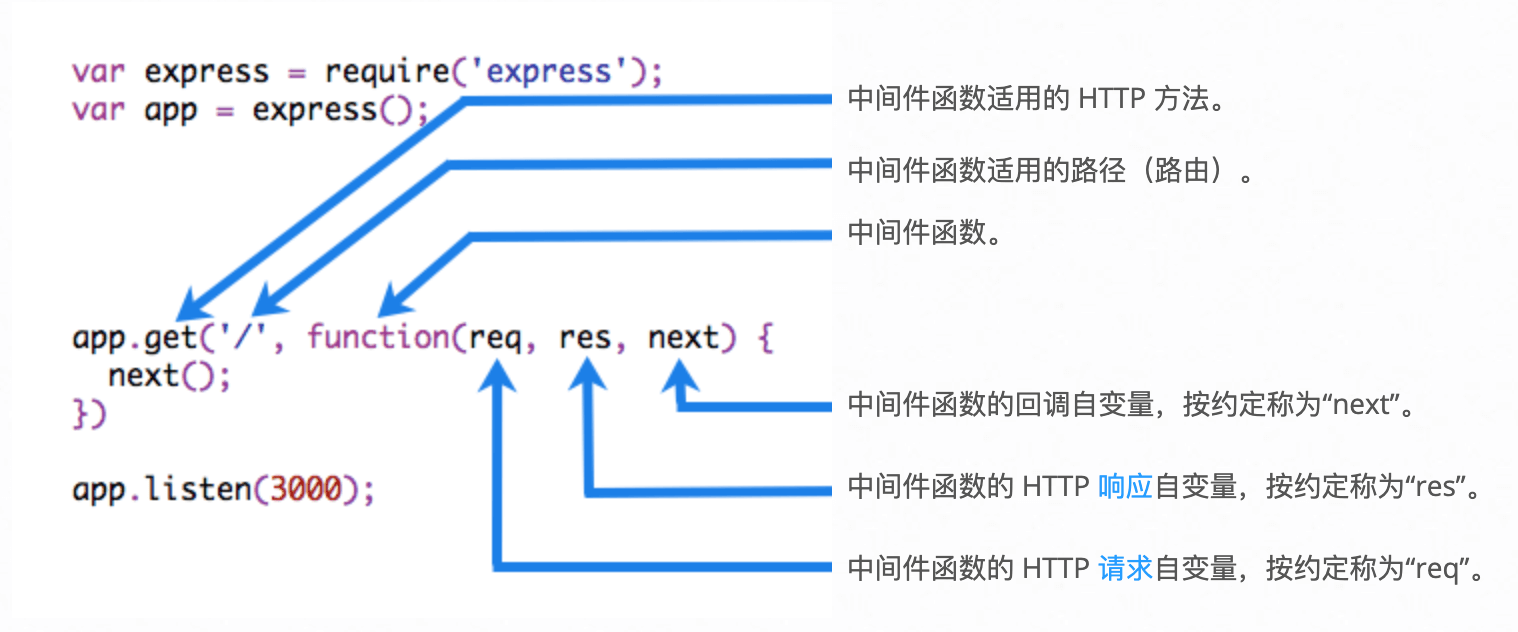 var express = require('express');
var app = express();
中间件函数适用的 HTTP 方法。
中间件函数适用的路径（路由）。
中间件函数。
app.get('/', function(req, res, next) {
next();
})
app.listen(3000);
中间件函数的回调自变量，按约定称为“next”。
中间件函数的 HTTP 响应自变量，按约定称为“res”。
中间件函数的 HTTP 请求自变量，按约定称为“req”。